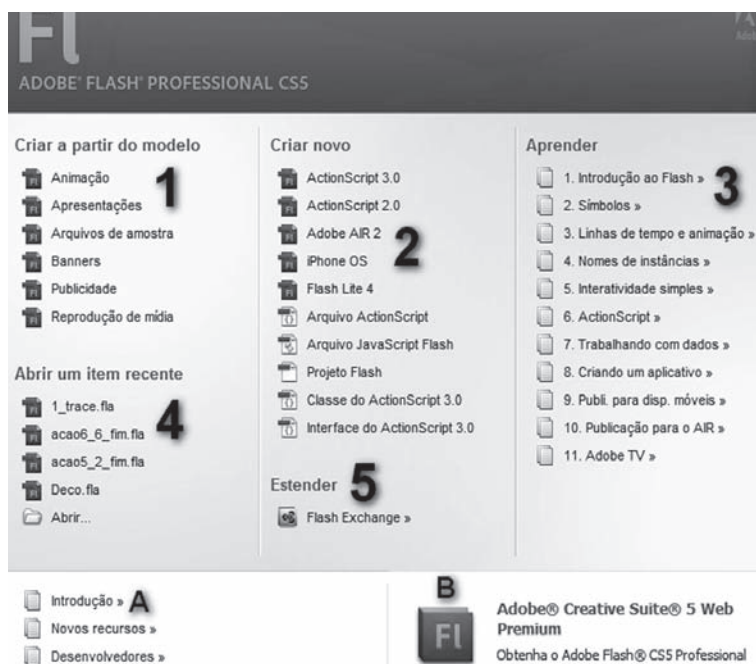 Fl
ADOBE® FLASH® PROFESSIONAL CS5
Criar a partir do modelo
Animação
Apresentações
Arquivos de amostra
Banners
Publicidade
Reprodução de mídia
1
Abrir um item recente
1_trace.fla
acao6_6_fim.fla
acao5_2_fim.fla
Deco.fla
Abrir...
4
Criar novo
ActionScript 3.0
ActionScript 2.0
Adobe AIR 2
iPhone OS
Flash Lite 4
Arquivo ActionScript
Arquivo JavaScript Flash
Projeto Flash
Classe do ActionScript 3.0
Interface do ActionScript 3.0
2
Estender 5
Flash Exchange »
Aprender
1. Introdução ao Flash »
2. Símbolos »
3. Linhas de tempo e animação »
4. Nomes de instâncias »
5. Interatividade simples »
6. ActionScript »
7. Trabalhando com dados »
8. Criando um aplicativo »
9. Publi. para disp. móveis »
10. Publicação para o AIR »
11. Adobe TV »
3
Introdução » A
Novos recursos »
Desenvolvedores »
B
Fl
Adobe® Creative Suite® 5 Web
Premium
Obtenha o Adobe Flash® CS5 Professional